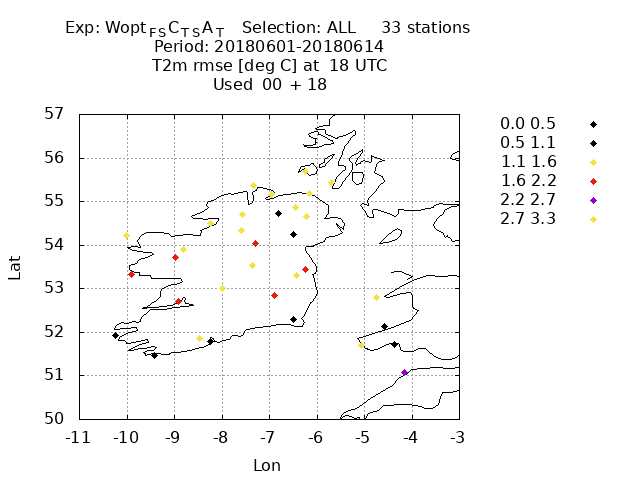 Exp: Wopt FS C TS A T Selection: ALL 33 stations
Period: 20180601-20180614
T2m rmse [deg C] at 18 UTC
Used 00 + 18
57
56
55
54
53
52
51
50
-11 -10 -9 -8 -7 -6 -5 -4 -3
Lat
Lon
0.0 0.5
0.5 1.1
1.1 1.6
1.6 2.2
2.2 2.7
2.7 3.3